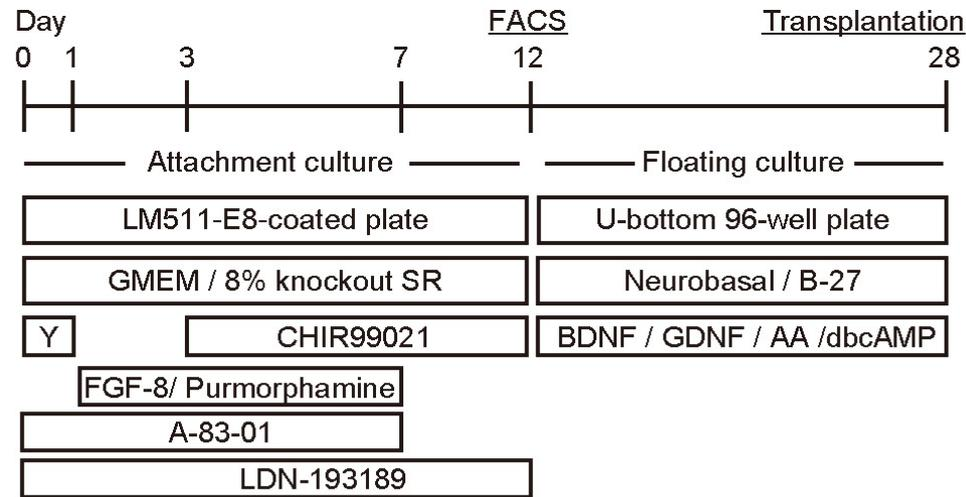 Day FACS Transplantation
0 1 3 7 12 28
Attachment culture Floating culture
LM511-E8-coated plate U-bottom 96-well plate
GMEM / 8% knockout SR Neurobasal / B-27
Y CHIR99021 BDNF / GDNF / AA /dbcAMP
FGF-8/ Purmorphamine
A-83-01
LDN-193189